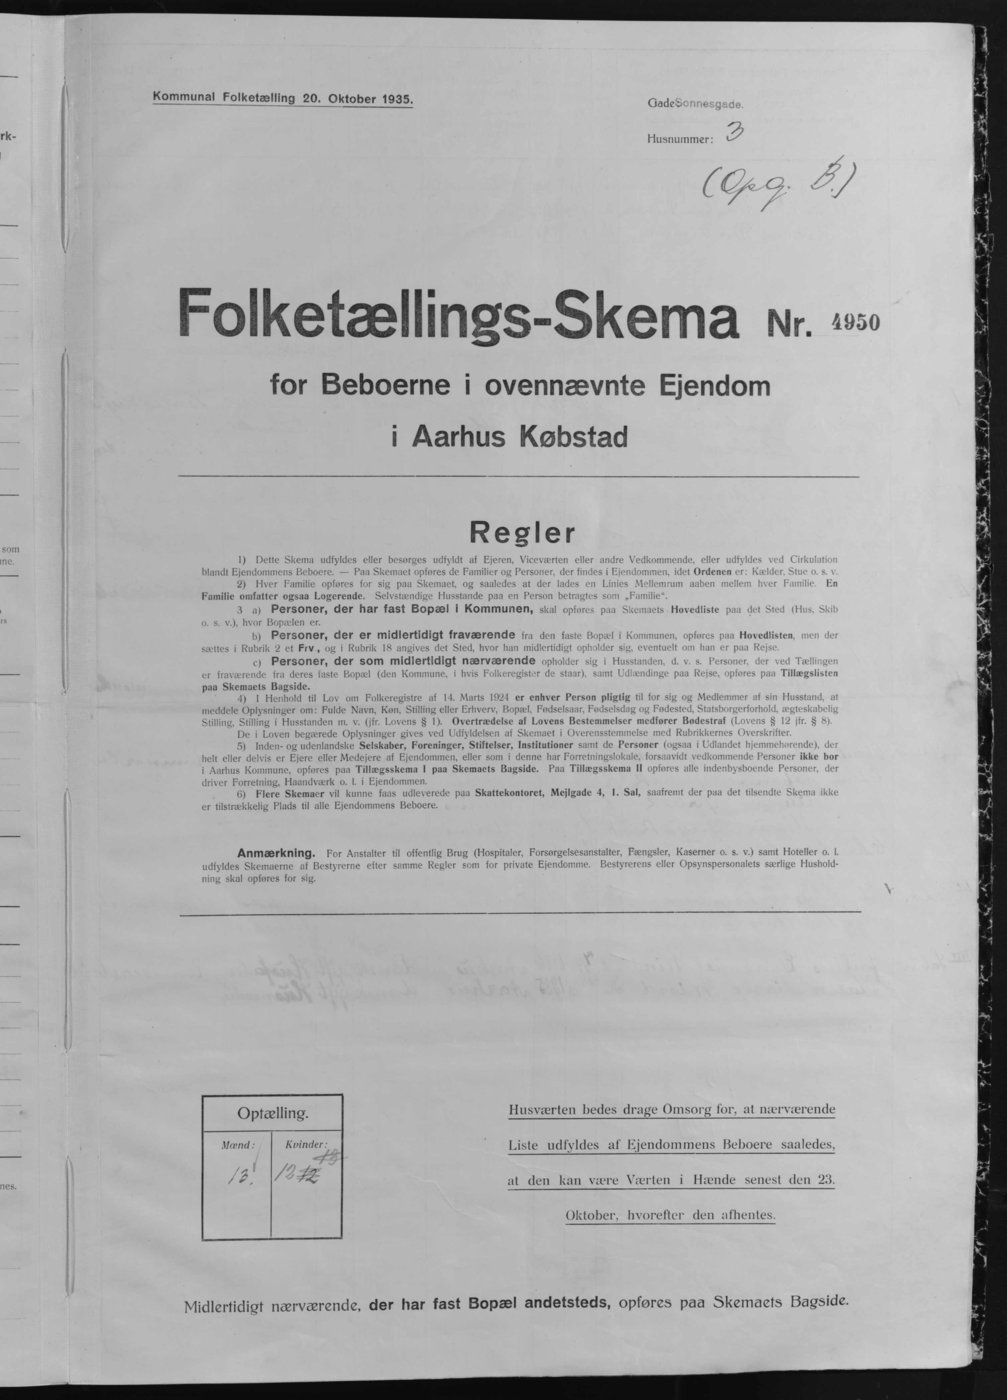 Kommunal Folketælling 20. Oktober 1935.
Gade Sonnesgade.
Husnummer: 3
(Opg. B.)
Folketællings-Skema Nr. 4950
for Beboerne i ovennævnte Ejendom
i Aarhus Købstad
Regler
1) Dette Skema udfyldes eller besørges udfyldt af Ejeren, Viceværten eller andre Vedkommende, eller udfyldes ved Cirkulation
blandt Ejendommens Beboere. — Paa Skemaet opføres de Familier og Personer, der findes i Ejendommen, idet Ordenen er: Kælder, Stue o. s. v.
2) Hver Familie opføres for sig paa Skemaet, og saaledes at der lades en Linies Mellemrum aaben mellem hver Familie. En
Familie omfatter ogsaa Logerende. Selvstændige Husstande paa en Person betragtes som „Familie“.
3 a) Personer, der har fast Bopæl i Kommunen, skal opføres paa Skemaets Hovedliste paa det Sted (Hus, Skib
o. s. v.), hvor Bopælen er.
b) Personer, der er midlertidigt fraværende fra den faste Bopæl i Kommunen, opføres paa Hovedlisten, men der
sættes i Rubrik 2 et Frv., og i Rubrik 18 angives det Sted, hvor han midlertidigt opholder sig, eventuelt om han er paa Rejse.
c) Personer, der som midlertidigt nærværende opholder sig i Husstanden, d. v. s. Personer, der ved Tællingen
er fraværende fra deres faste Bopæl (den Kommune, i hvis Folkeregister de staar), samt Udlændinge paa Rejse, opføres paa Tillægslisten
paa Skemaets Bagside.
4) I Henhold til Lov om Folkeregistre af 14. Marts 1924 er enhver Person pligtig til for sig og Medlemmer af sin Husstand, at
meddele Oplysninger om: Fulde Navn, Køn, Stilling eller Erhverv, Bopæl, Fødselsaar, Fødselsdag og Fødested, Statsborgerforhold, ægteskabelig
Stilling, Stilling i Husstanden m. v. (jfr. Lovens § 1). Overtrædelse af Lovens Bestemmelser medfører Bødestraf (Lovens § 12 jfr. § 8).
De i Loven begærede Oplysninger gives ved Udfyldelsen af Skemaet i Overensstemmelse med Rubrikkernes Overskrifter.
5) Inden- og udenlandske Selskaber, Foreninger, Stiftelser, Institutioner samt de Personer (ogsaa i Udlandet hjemmehørende), der
helt eller delvis er Ejere eller Medejere af Ejendommen, eller som i denne har Forretningslokale, forsaavidt vedkommende Personer ikke bor
i Aarhus Kommune, opføres paa Tillægsskema I paa Skemaets Bagside. Paa Tillægsskema II opføres alle indenbysboende Personer, der
driver Forretning, Haandværk o. l. i Ejendommen.
6) Flere Skemaer vil kunne faas udleverede paa Skattekontoret, Mejlgade 4, 1. Sal, saafremt der paa det tilsendte Skema ikke
er tilstrækkelig Plads til alle Ejendommens Beboere.
Anmærkning. For Anstalter til offentlig Brug (Hospitaler, Forsørgelsesanstalter, Fængsler, Kaserner o. s. v.) samt Hoteller o. l.
udfyldes Skemaerne af Bestyrerne efter samme Regler som for private Ejendomme. Bestyrerens eller Opsynspersonalets særlige Hushold-
ning skal opføres for sig.
Optælling.
Mænd: Kvinder:
13
13 12
Husværten bedes drage Omsorg for, at nærværende
Liste udfyldes af Ejendommens Beboere saaledes,
at den kan være Værten i Hænde senest den 23.
Oktober, hvorefter den afhentes.
Midlertidigt nærværende, der har fast Bopæl andetsteds, opføres paa Skemaets Bagside.